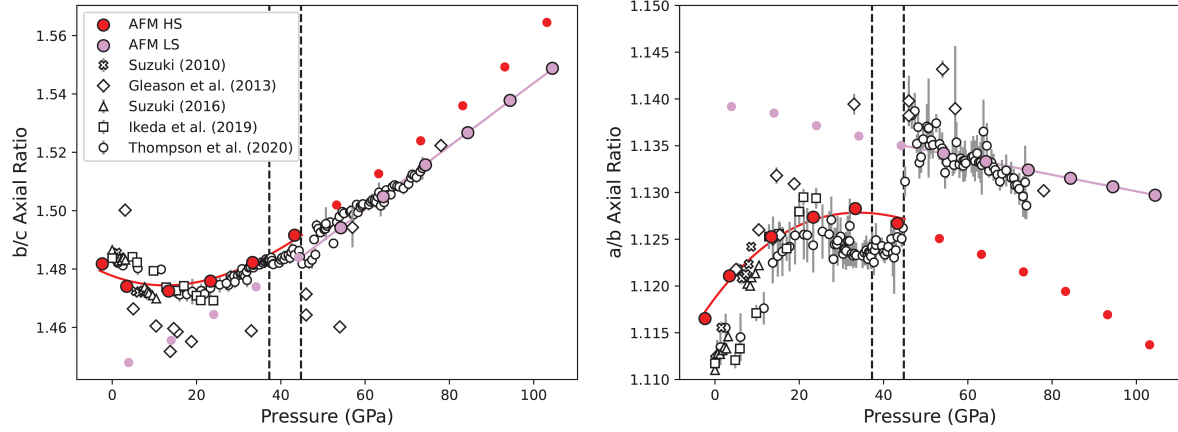 b/c Axial Ratio
1.56
1.54
1.52
1.50
1.48
1.46
AFM HS
AFM LS
Suzuki (2010)
Gleason et al. (2013)
Suzuki (2016)
Ikeda et al. (2019)
Thompson et al. (2020)
0
20
40
60
80
100
Pressure (GPa)
a/b Axial Ratio
1.150
1.145
1.140
1.135
1.130
1.125
1.120
1.115
1.110
0
20
40
60
80
100
Pressure (GPa)